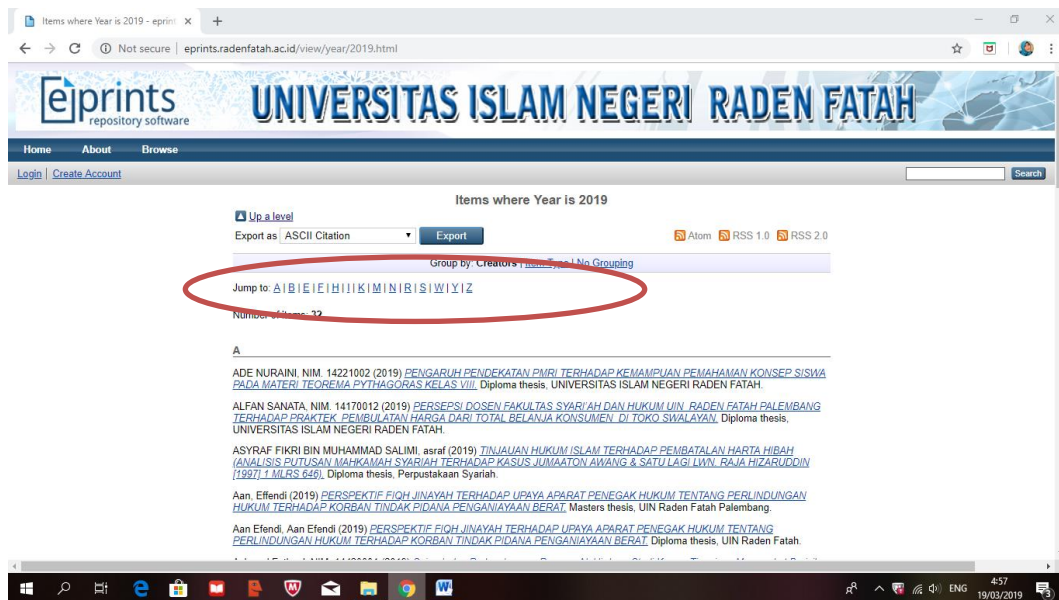 Items where Year is 2019 - eprint
Not secure | eprints.radenfatah.ac.id/view/year/2019.html
eprints
repository software
UNIVERSITAS ISLAM NEGERI RADEN FATAH
Home About Browse
Login | Create Account
Search
Items where Year is 2019
Up a level
Export as ASCII Citation Export
Atom RSS 1.0 RSS 2.0
Group by: Creators | Item Type | No Grouping
Jump to: A | B | E | F | H | I | K | M | N | R | S | W | Y | Z
Number of items: 32
A
ADE NURAINI, NIM. 14221002 (2019) PENGARUH PENDEKATAN PMRI TERHADAP KEMAMPUAN PEMAHAMAN KONSEP SISWA
PADA MATERI TEOREMA PYTHAGORAS KELAS VIII. Diploma thesis, UNIVERSITAS ISLAM NEGERI RADEN FATAH.
ALFAN SANATA, NIM. 14170012 (2019) PERSEPSI DOSEN FAKULTAS SYARI'AH DAN HUKUM UIN RADEN FATAH PALEMBANG
TERHADAP PRAKTEK PEMBULATAN HARGA DARI TOTAL BELANJA KONSUMEN DI TOKO SWALAYAN. Diploma thesis,
UNIVERSITAS ISLAM NEGERI RADEN FATAH.
ASYRAF FIKRI BIN MUHAMMAD SALIMI, asraf (2019) TINJAUAN HUKUM ISLAM TERHADAP PEMBATALAN HARTA HIBAH
(ANALISIS PUTUSAN MAHKAMAH SYARIAH TERHADAP KASUS JUMAATON AWANG & SATU LAGI LWN. RAJA HIZARUDDIN
[1997] 1 MLRS 646). Diploma thesis, Perpustakaan Syariah.
Aan, Effendi (2019) PERSPEKTIF FIQH JINAYAH TERHADAP UPAYA APARAT PENEGAK HUKUM TENTANG PERLINDUNGAN
HUKUM TERHADAP KORBAN TINDAK PIDANA PENGANIAYAAN BERAT. Masters thesis, UIN Raden Fatah Palembang.
Aan Efendi, Aan Efendi (2019) PERSPEKTIF FIQH JINAYAH TERHADAP UPAYA APARAT PENEGAK HUKUM TENTANG
PERLINDUNGAN HUKUM TERHADAP KORBAN TINDAK PIDANA PENGANIAYAAN BERAT. Diploma thesis, UIN Raden Fatah.
ENG
4:57
19/03/2019